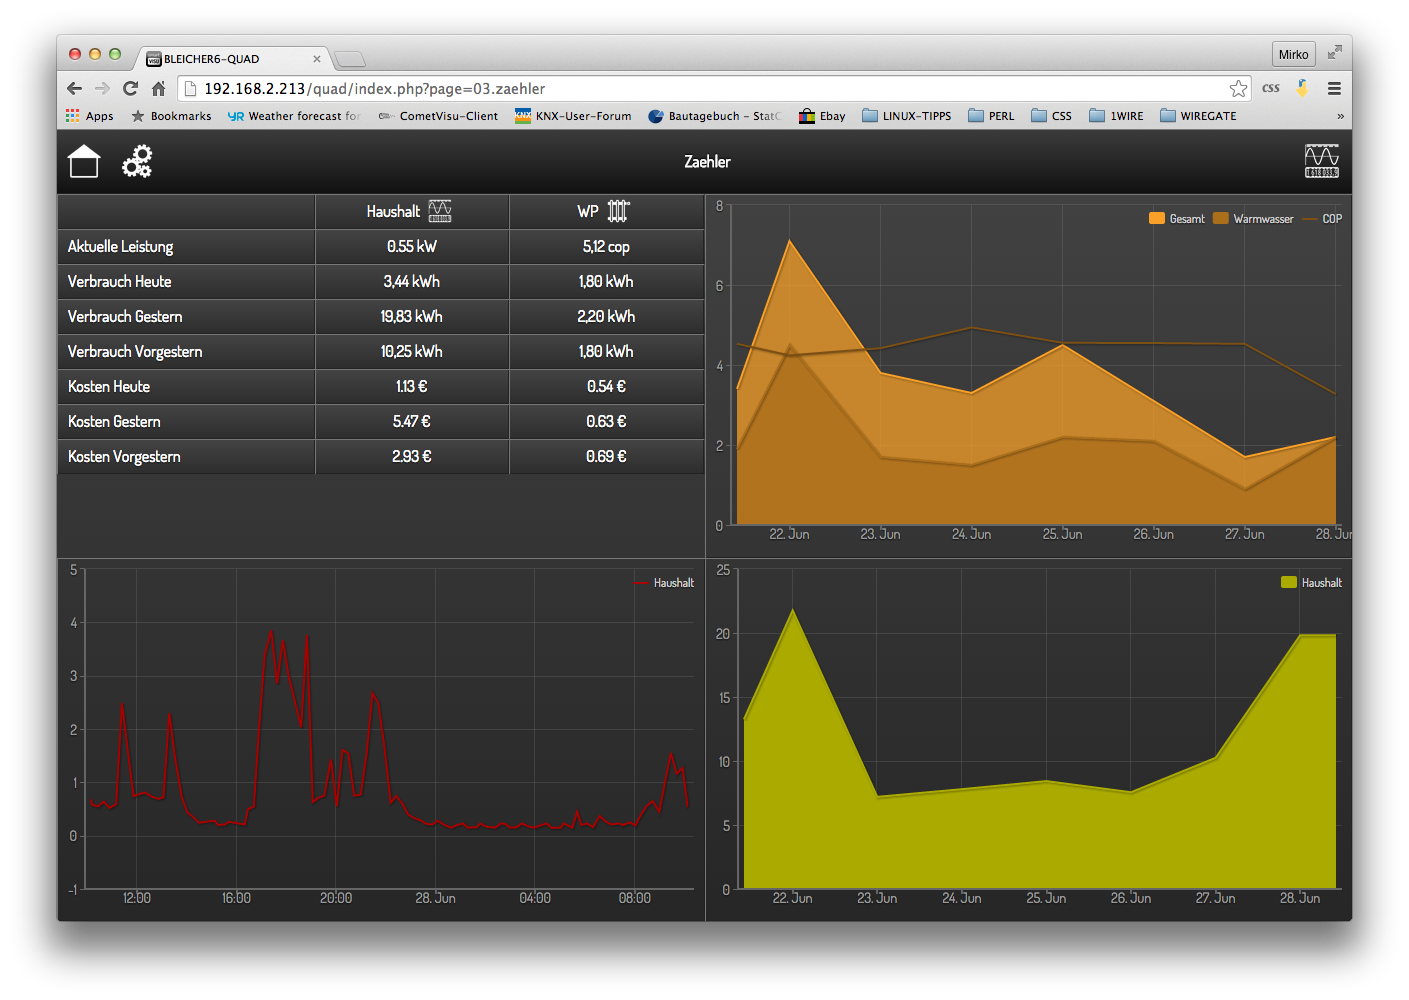 BLEICHER6-QUAD
Mirko
192.168.2.213/quad/index.php?page=03.zaehler
CSS
Apps Bookmarks YR Weather forecast for CometVisu-Client KNX KNX-User-Forum Bautagebuch – StatC Ebay LINUX-TIPPS PERL CSS 1WIRE WIREGATE »
Zaehler
Haushalt WP
Aktuelle Leistung 0.55 kW 5,12 cop
Verbrauch Heute 3,44 kWh 1,80 kWh
Verbrauch Gestern 19,83 kWh 2,20 kWh
Verbrauch Vorgestern 10,25 kWh 1,80 kWh
Kosten Heute 1.13 € 0.54 €
Kosten Gestern 5.47 € 0.63 €
Kosten Vorgestern 2.93 € 0.69 €
8
Gesamt Warmwasser COP
6
4
2
0
22. Jun 23. Jun 24. Jun 25. Jun 26. Jun 27. Jun 28. Jun
5
Haushalt
4
3
2
1
0
-1
12:00 16:00 20:00 28. Jun 04:00 08:00
25
Haushalt
20
15
10
5
0
22. Jun 23. Jun 24. Jun 25. Jun 26. Jun 27. Jun 28. Jun